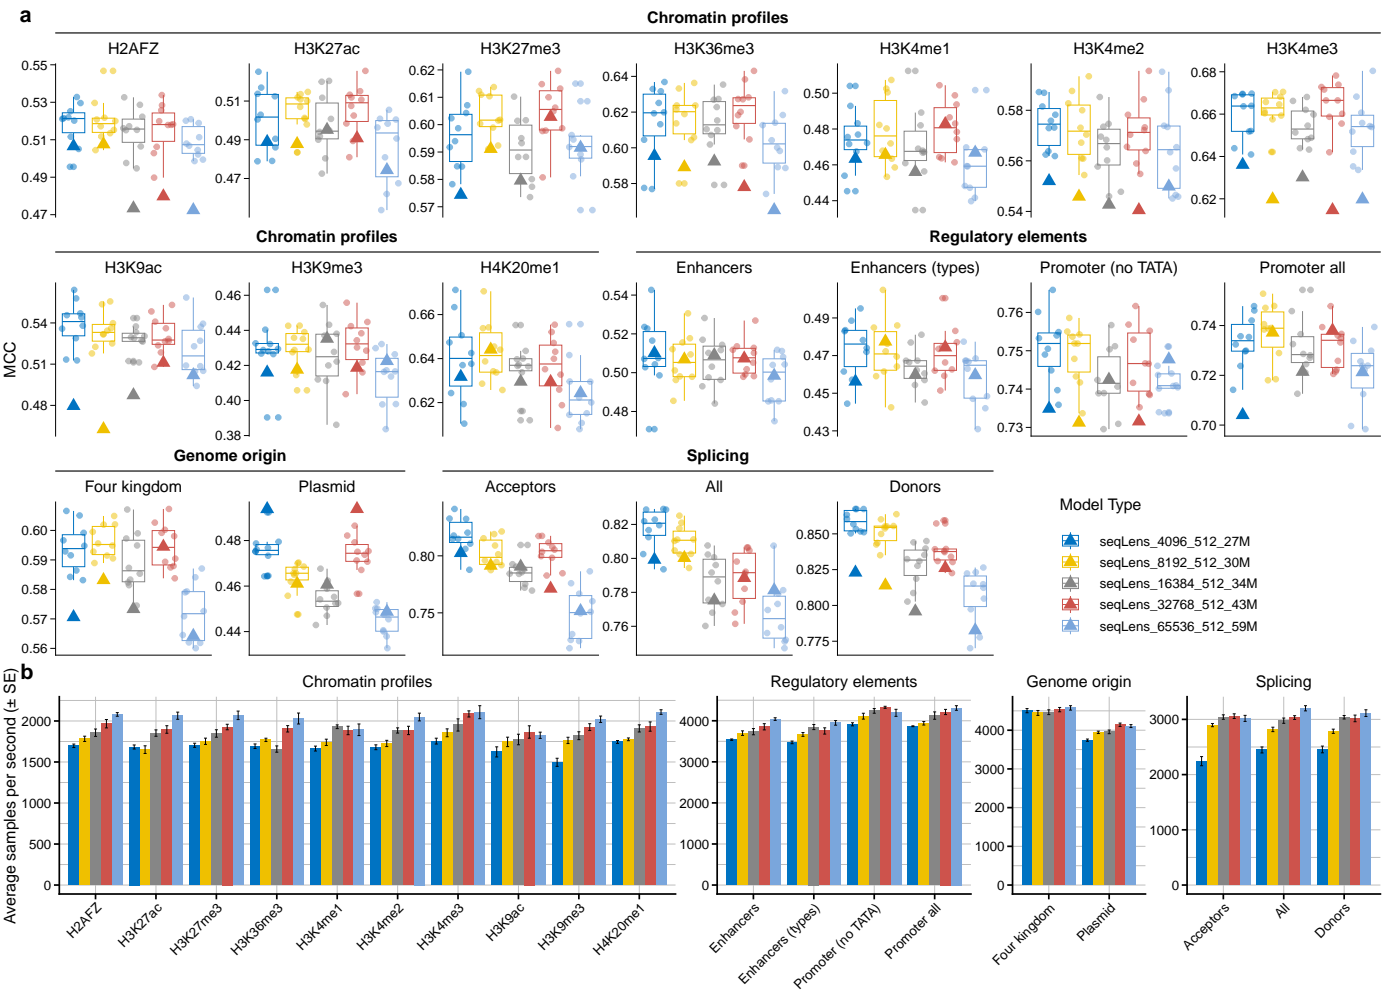 a
Chromatin profiles
H2AFZ H3K27ac H3K27me3 H3K36me3 H3K4me1 H3K4me2 H3K4me3
0.55 0.53 0.51 0.49 0.47
0.51 0.49 0.47
0.62 0.61 0.60 0.59 0.58 0.57
0.64 0.62 0.60 0.58
0.50 0.48 0.46 0.44
0.58 0.56 0.54
0.68 0.66 0.64 0.62
Chromatin profiles Regulatory elements
H3K9ac H3K9me3 H4K20me1 Enhancers Enhancers (types) Promoter (no TATA) Promoter all
MCC
0.54 0.51 0.48
0.46 0.44 0.42 0.40 0.38
0.66 0.64 0.62
0.54 0.52 0.50 0.48
0.49 0.47 0.45 0.43
0.76 0.75 0.74 0.73
0.74 0.72 0.70
Genome origin Splicing
Four kingdom Plasmid Acceptors All Donors
0.60 0.59 0.58 0.57 0.56
0.48 0.46 0.44
0.80 0.75
0.82 0.80 0.78 0.76
0.850 0.825 0.800 0.775
Model Type
seqLens_4096_512_27M
seqLens_8192_512_30M
seqLens_16384_512_34M
seqLens_32768_512_43M
seqLens_65536_512_59M
b
Chromatin profiles Regulatory elements Genome origin Splicing
Average samples per second (± SE)
2000 1500 1000 500 0
4000 3000 2000 1000 0
4000 3000 2000 1000 0
3000 2000 1000 0
H2AFZ H3K27ac H3K27me3 H3K36me3 H3K4me1 H3K4me2 H3K4me3 H3K9ac H3K9me3 H4K20me1
Enhancers Enhancers (types) Promoter (no TATA) Promoter all
Four kingdom Plasmid
Acceptors All Donors